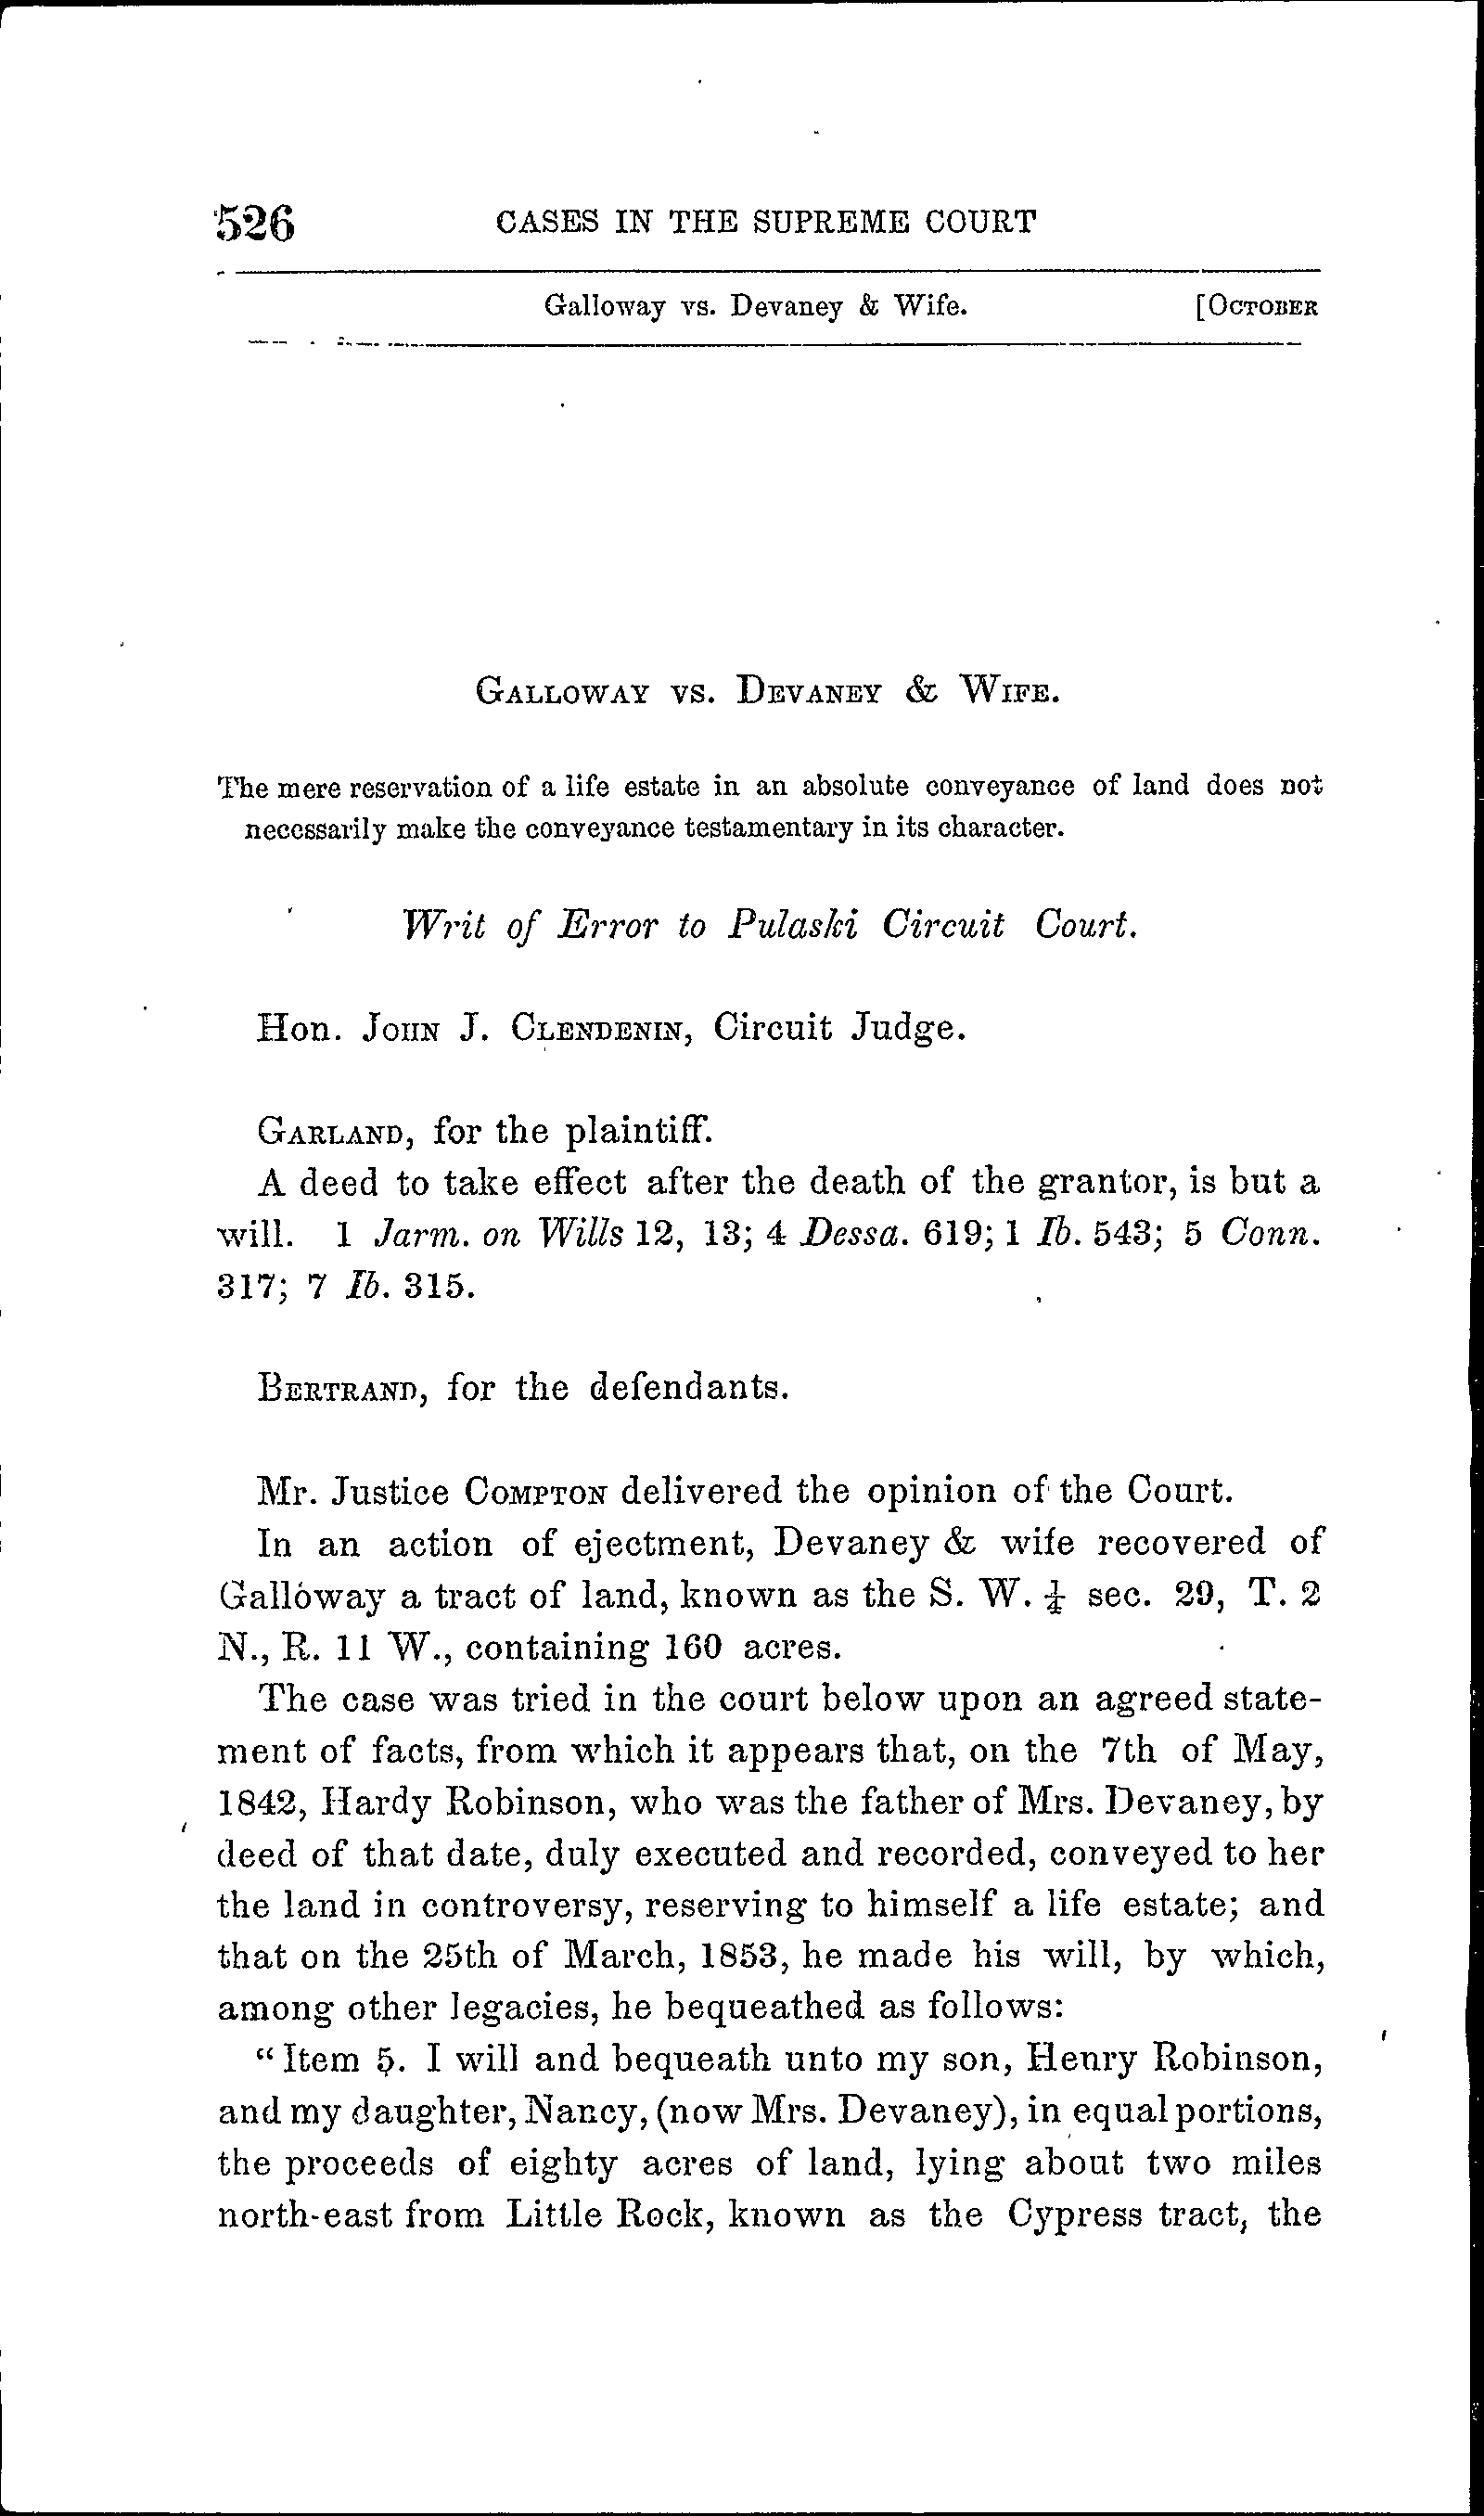 526 CASES IN THE SUPREME COURT
Galloway vs. Devaney & Wife. [OCTOBER
GALLOWAY VS. DEVANEY & WIFE.
The mere reservation of a life estate in an absolute conveyance of land does not
necessarily make the conveyance testamentary in its character.
Writ of Error to Pulaski Circuit Court.
Hon. JOHN J. CLENDENIN, Circuit Judge.
GARLAND, for the plaintiff.
A deed to take effect after the death of the grantor, is but a
will. 1 Jarm. on Wills 12, 13; 4 Dessa. 619; 1 Ib. 543; 5 Conn.
317; 7 Ib. 315.
BERTRAND, for the defendants.
Mr. Justice COMPTON delivered the opinion of the Court.
In an action of ejectment, Devaney & wife recovered of
Galloway a tract of land, known as the S. W. ¼ sec. 29, T. 2
N., R. 11 W., containing 160 acres.
The case was tried in the court below upon an agreed state-
ment of facts, from which it appears that, on the 7th of May,
1842, Hardy Robinson, who was the father of Mrs. Devaney, by
deed of that date, duly executed and recorded, conveyed to her
the land in controversy, reserving to himself a life estate; and
that on the 25th of March, 1853, he made his will, by which,
among other legacies, he bequeathed as follows:
"Item 5. I will and bequeath unto my son, Henry Robinson,
and my daughter, Nancy, (now Mrs. Devaney), in equal portions,
the proceeds of eighty acres of land, lying about two miles
north-east from Little Rock, known as the Cypress tract, the